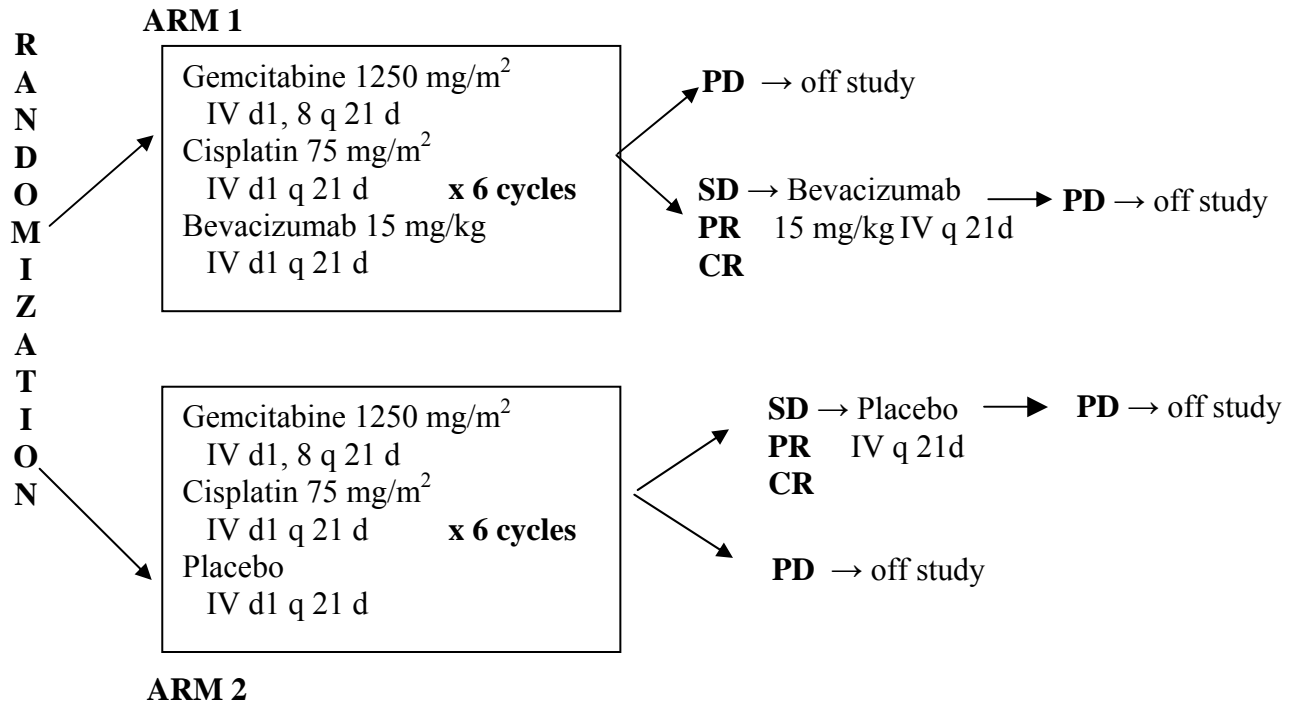 RANDOMIZATION
ARM 1
Gemcitabine 1250 mg/m²
IV d1, 8 q 21 d
Cisplatin 75 mg/m²
IV d1 q 21 d x 6 cycles
Bevacizumab 15 mg/kg
IV d1 q 21 d
PD → off study
SD → Bevacizumab → PD → off study
PR 15 mg/kg IV q 21d
CR
Gemcitabine 1250 mg/m²
IV d1, 8 q 21 d
Cisplatin 75 mg/m²
IV d1 q 21 d x 6 cycles
Placebo
IV d1 q 21 d
ARM 2
SD → Placebo → PD → off study
PR IV q 21d
CR
PD → off study